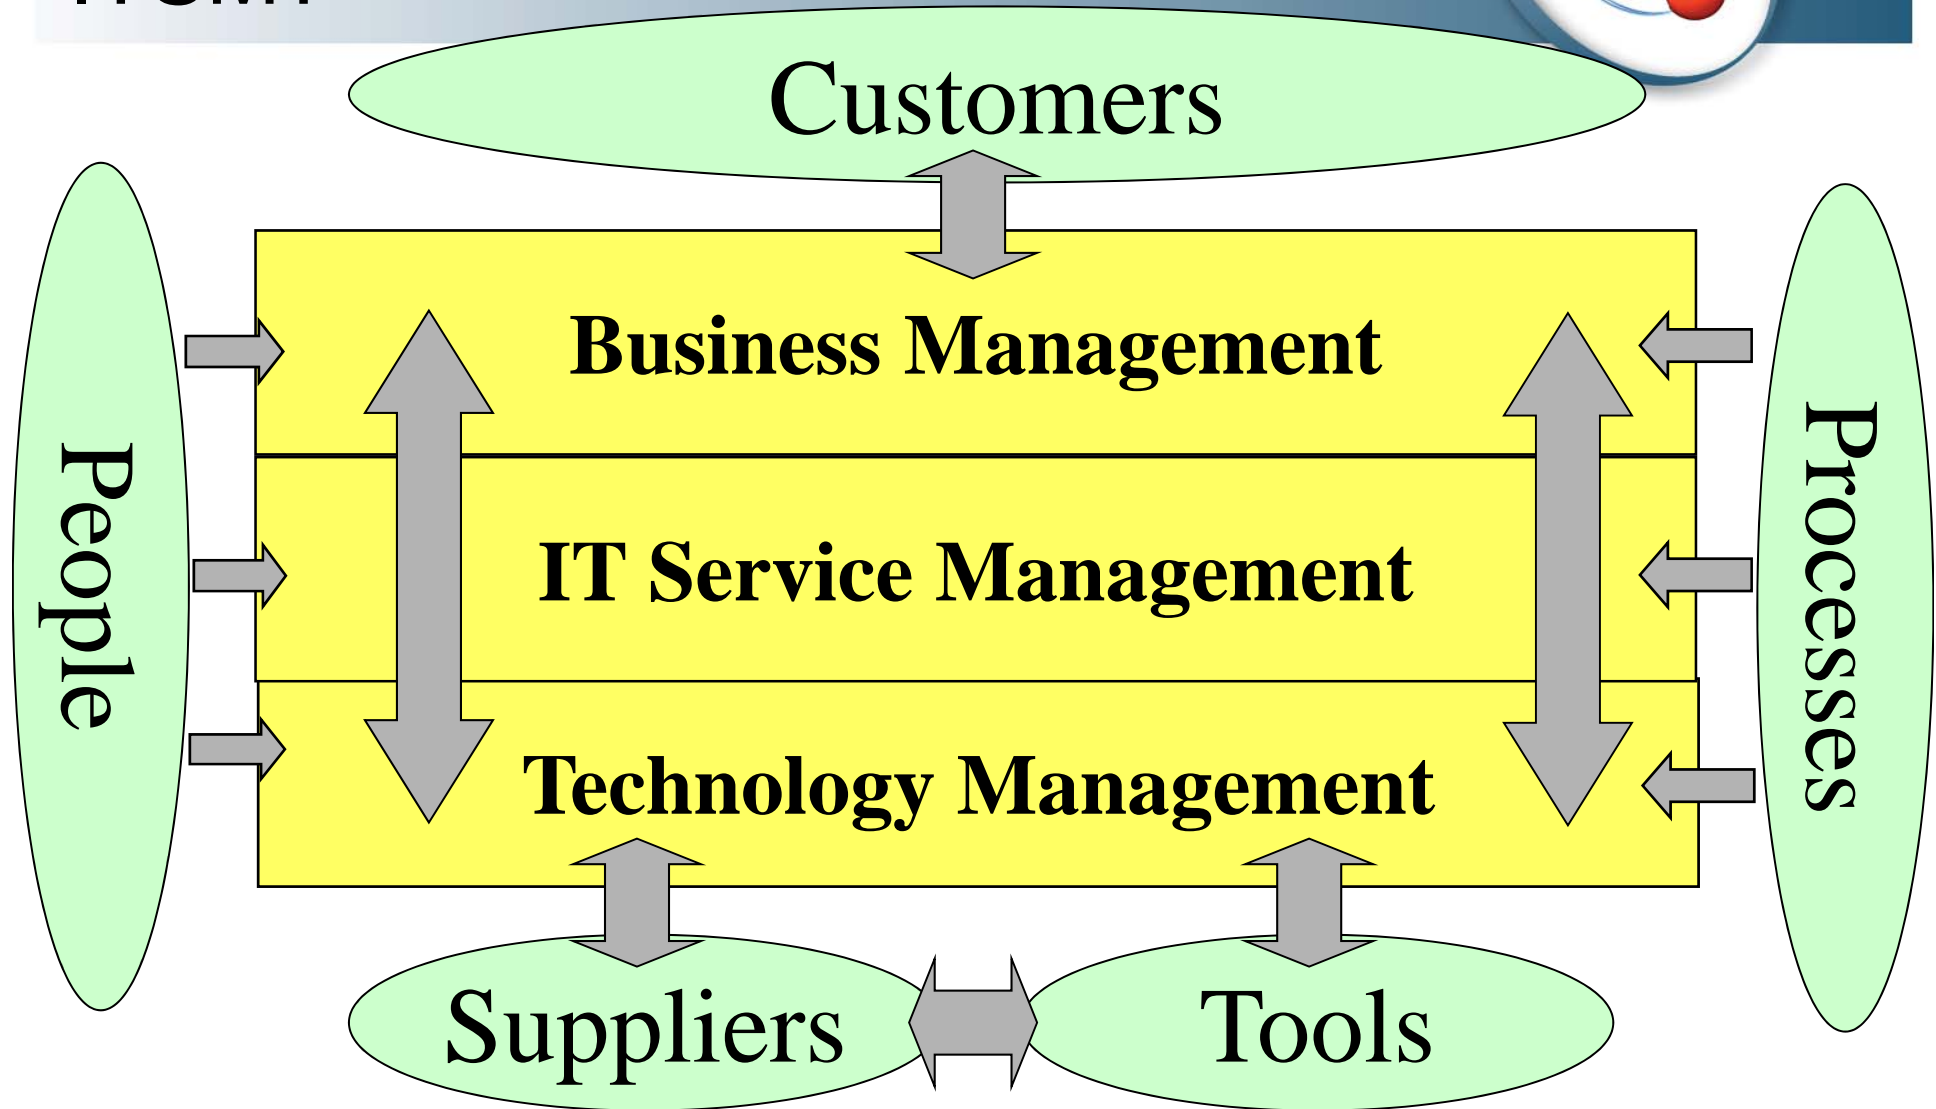 Customers
People
Business Management
IT Service Management
Technology Management
Processes
Suppliers
Tools